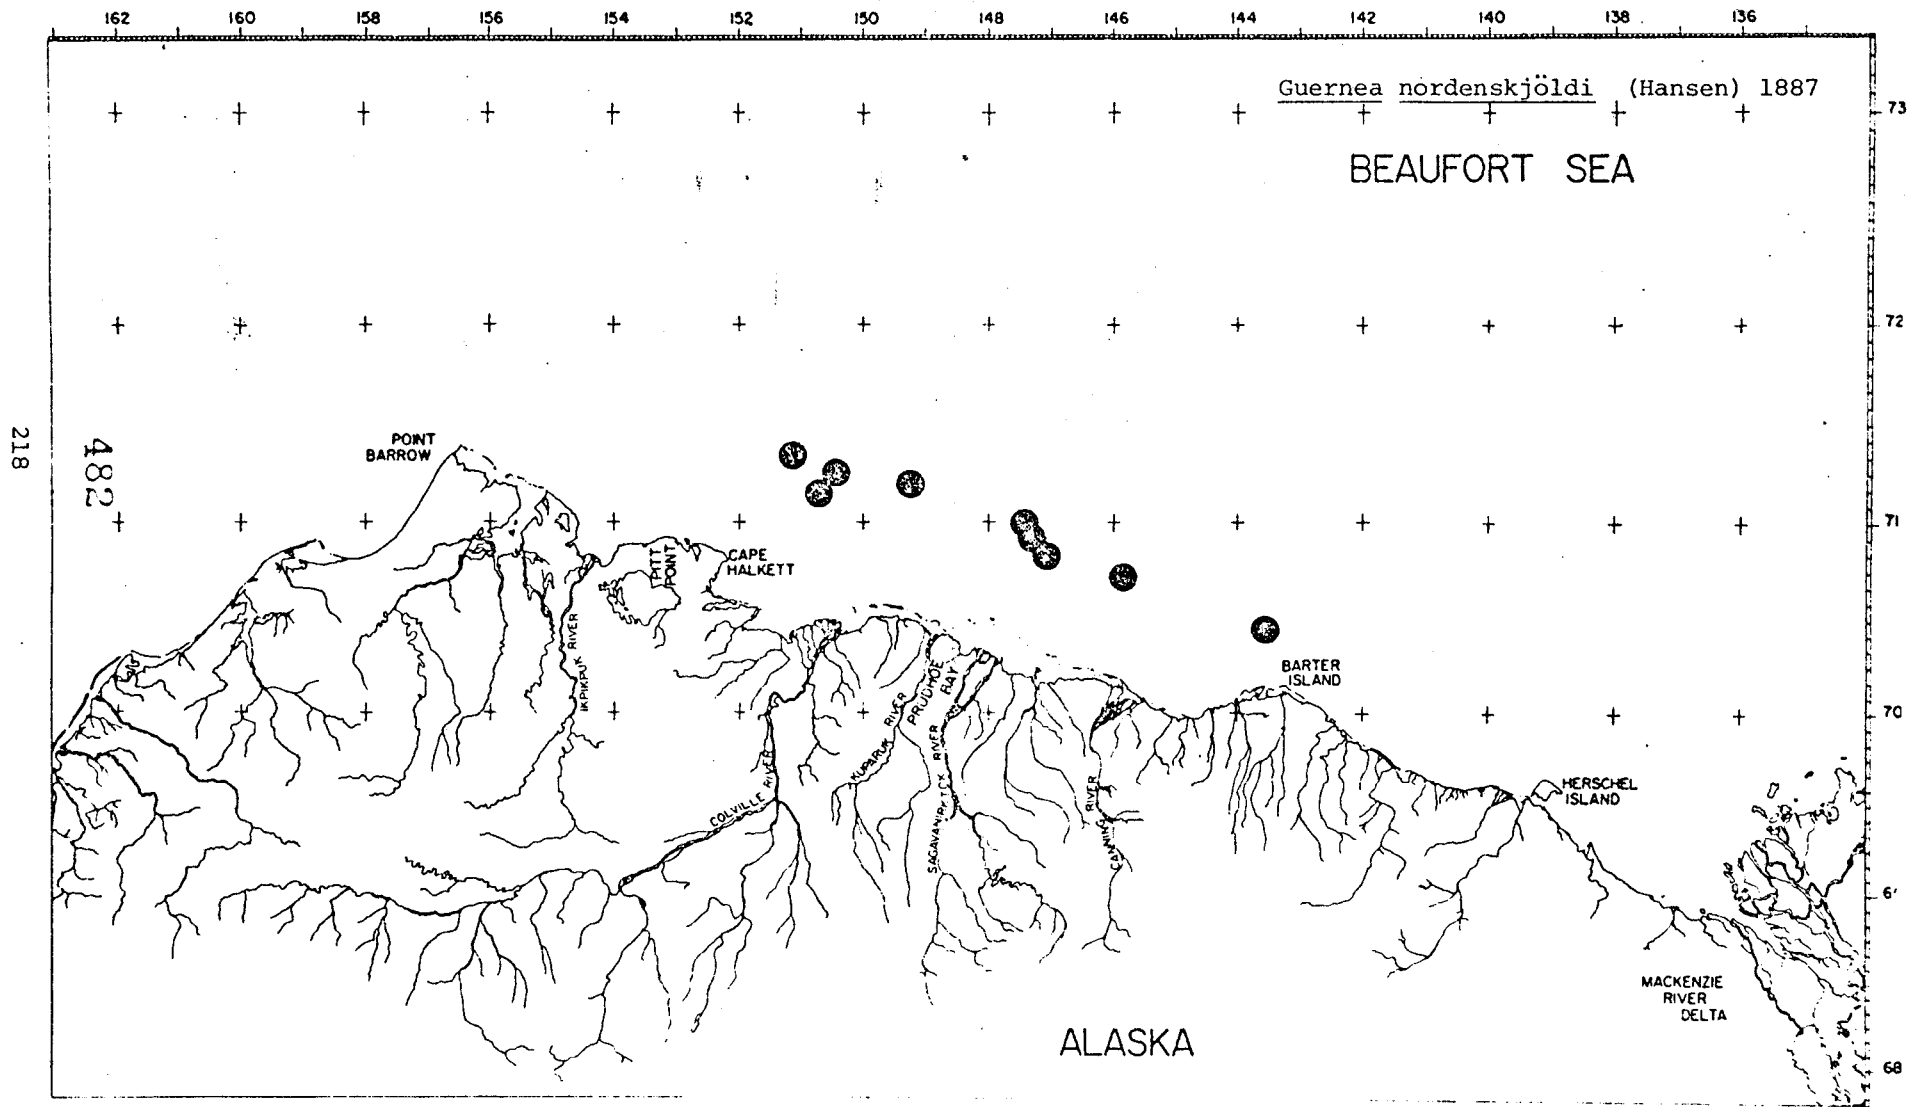 162 160 158 156 154 152 150 148 146 144 142 140 138 136
Guernea nordenskjöldi (Hansen) 1887
73
BEAUFORT SEA
72
POINT
BARROW
218
482
71
PITT
POINT
CAPE
HALKETT
IKPIKPUK RIVER
BARTER
ISLAND
PRUDHOE
BAY
70
KUPARUK RIVER
COLVILLE RIVER
SAGAVANIRKTOK RIVER
CANNING RIVER
HERSCHEL
ISLAND
MACKENZIE
RIVER
DELTA
ALASKA
68